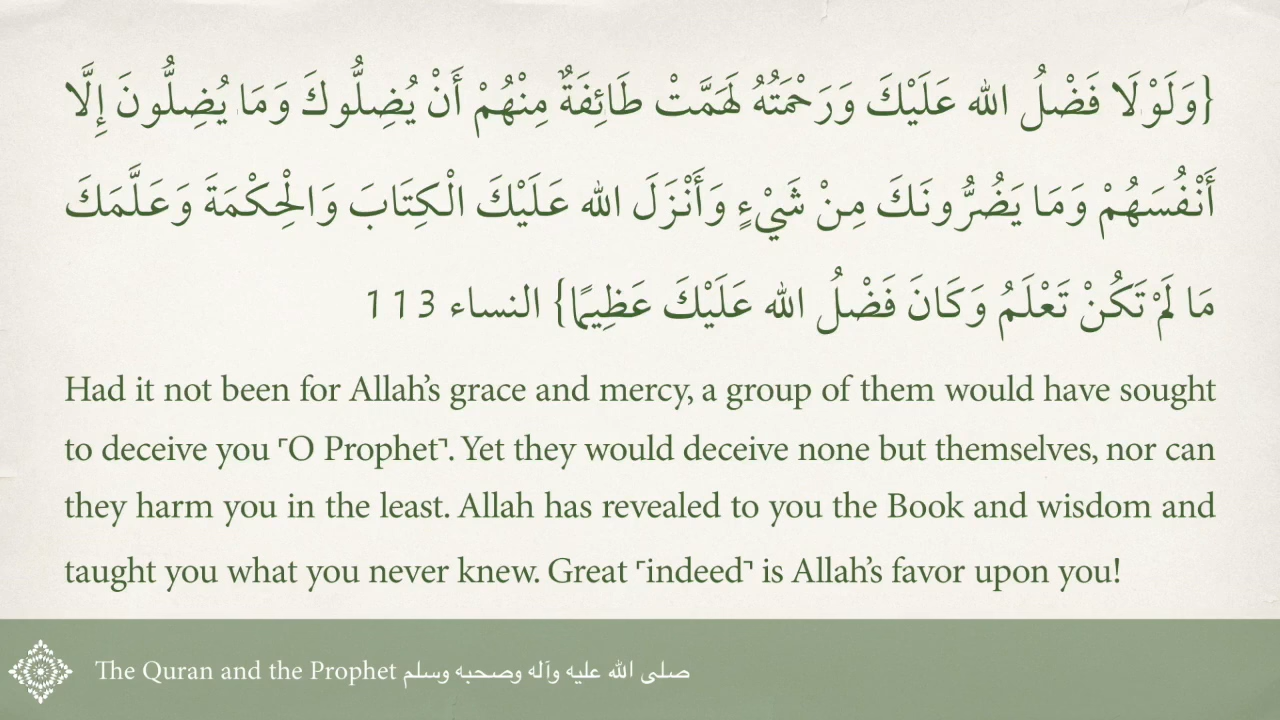 {وَلَوْلَا فَضْلُ الله عَلَيْكَ وَرَحْمَتُهُ لَهَمَّتْ طَائِفَةٌ مِنْهُمْ أَنْ يُضِلُّوكَ وَمَا يُضِلُّونَ إِلَّا
أَنْفُسَهُمْ وَمَا يَضُرُّونَكَ مِنْ شَيْءٍ وَأَنْزَلَ الله عَلَيْكَ الْكِتَابَ وَالْحِكْمَةَ وَعَلَّمَكَ
مَا لَمْ تَكُنْ تَعْلَمُ وَكَانَ فَضْلُ الله عَلَيْكَ عَظِيمًا} النساء 113
Had it not been for Allah’s grace and mercy, a group of them would have sought
to deceive you ˹O Prophet˺. Yet they would deceive none but themselves, nor can
they harm you in the least. Allah has revealed to you the Book and wisdom and
taught you what you never knew. Great ˹indeed˺ is Allah’s favor upon you!
The Quran and the Prophet صلى الله عليه وآله وصحبه وسلم